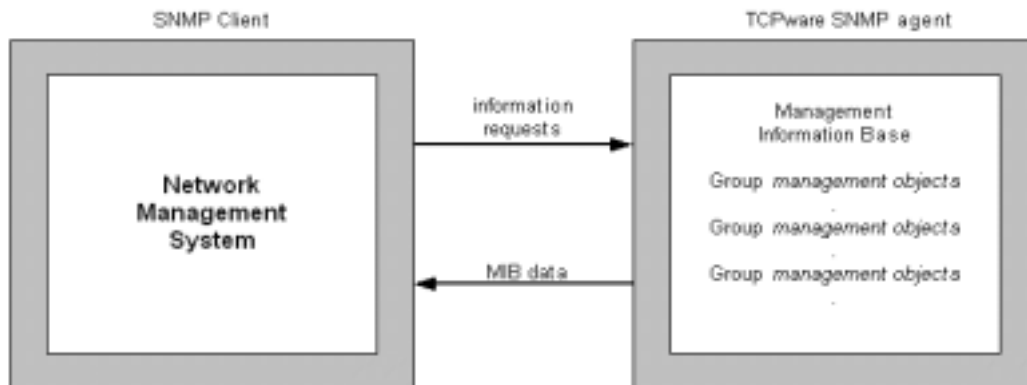 SNMP Client
TCPware SNMP agent
Network
Management
System
information
requests
MIB data
Management
Information Base
Group management objects
.
Group management objects
.
Group management objects
.